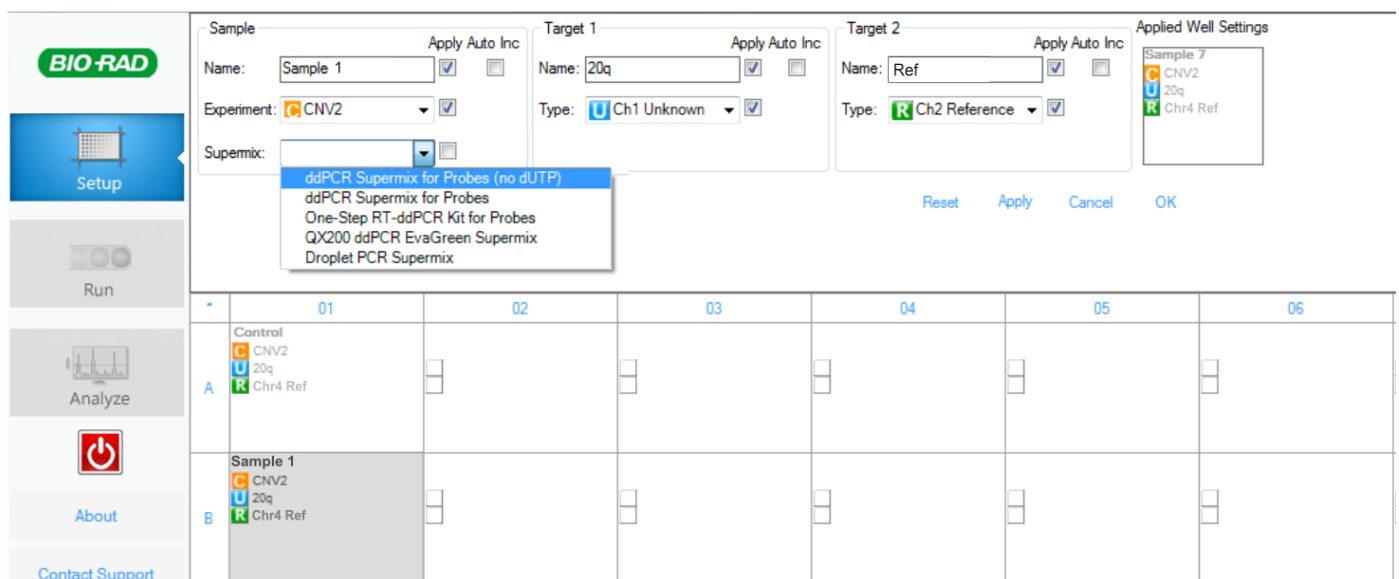 BIO-RAD
Setup
Run
Analyze
About
Contact Support
Sample
Apply Auto Inc
Name: Sample 1
Experiment: C CNV2
Supermix:
ddPCR Supermix for Probes (no dUTP)
ddPCR Supermix for Probes
One-Step RT-ddPCR Kit for Probes
QX200 ddPCR EvaGreen Supermix
Droplet PCR Supermix
Target 1
Apply Auto Inc
Name: 20q
Type: U Ch1 Unknown
Target 2
Apply Auto Inc
Name: Ref
Type: R Ch2 Reference
Applied Well Settings
Sample 7
C CNV2
U 20q
R Chr4 Ref
Reset Apply Cancel OK
01 02 03 04 05 06
A
Control
C CNV2
U 20q
R Chr4 Ref
B
Sample 1
C CNV2
U 20q
R Chr4 Ref